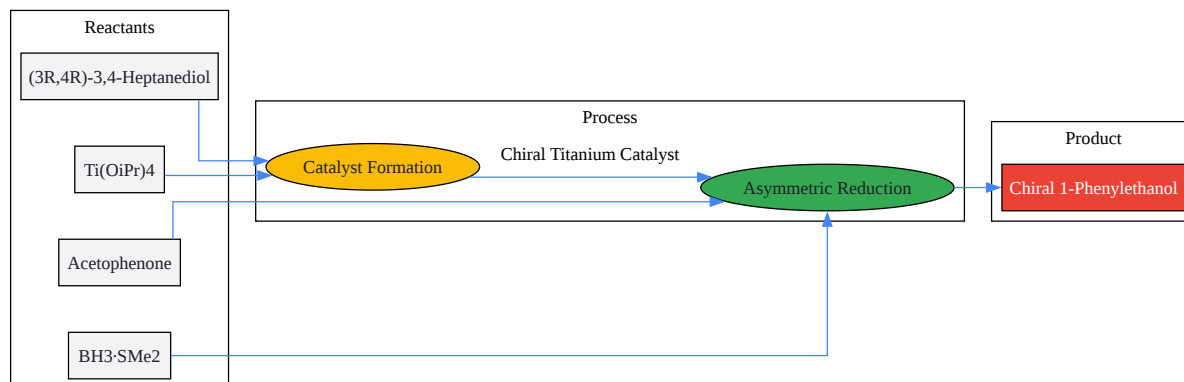 Reactants
(3R,4R)-3,4-Heptanediol
Ti(OiPr)4
Acetophenone
BH3·SMe2
Process
Catalyst Formation
Chiral Titanium Catalyst
Asymmetric Reduction
Product
Chiral 1-Phenylethanol